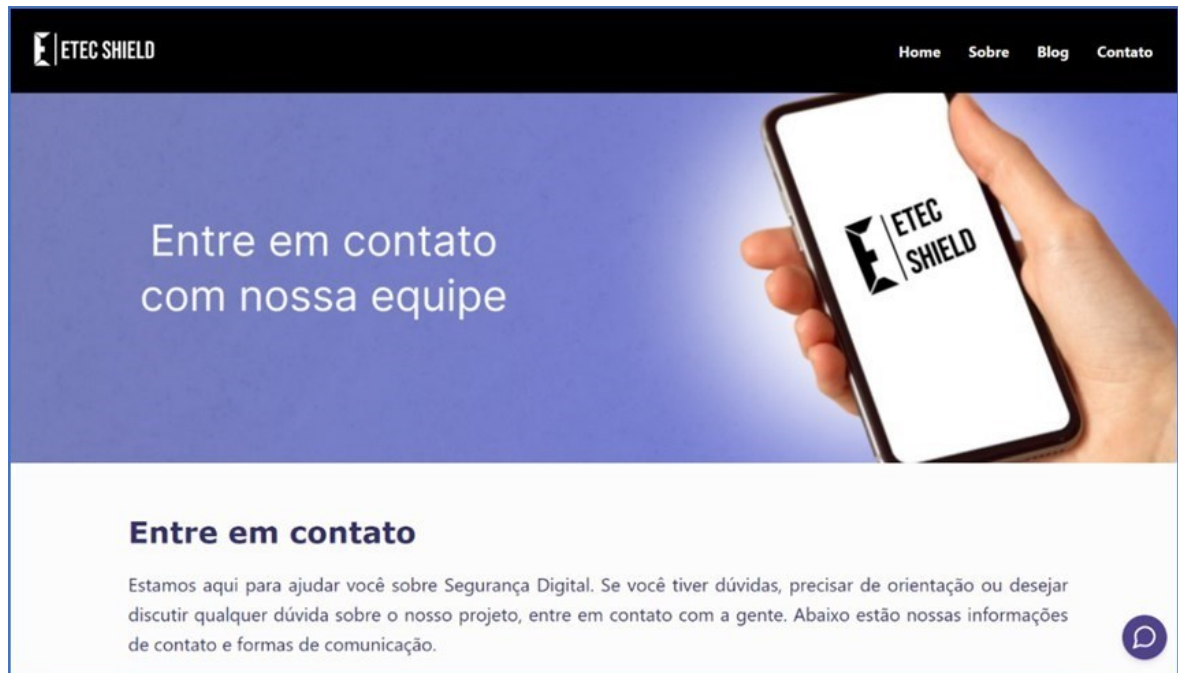 ETEC SHIELD
Home Sobre Blog Contato
Entre em contato
com nossa equipe
ETEC
SHIELD
Entre em contato
Estamos aqui para ajudar você sobre Segurança Digital. Se você tiver dúvidas, precisar de orientação ou desejar
discutir qualquer dúvida sobre o nosso projeto, entre em contato com a gente. Abaixo estão nossas informações
de contato e formas de comunicação.